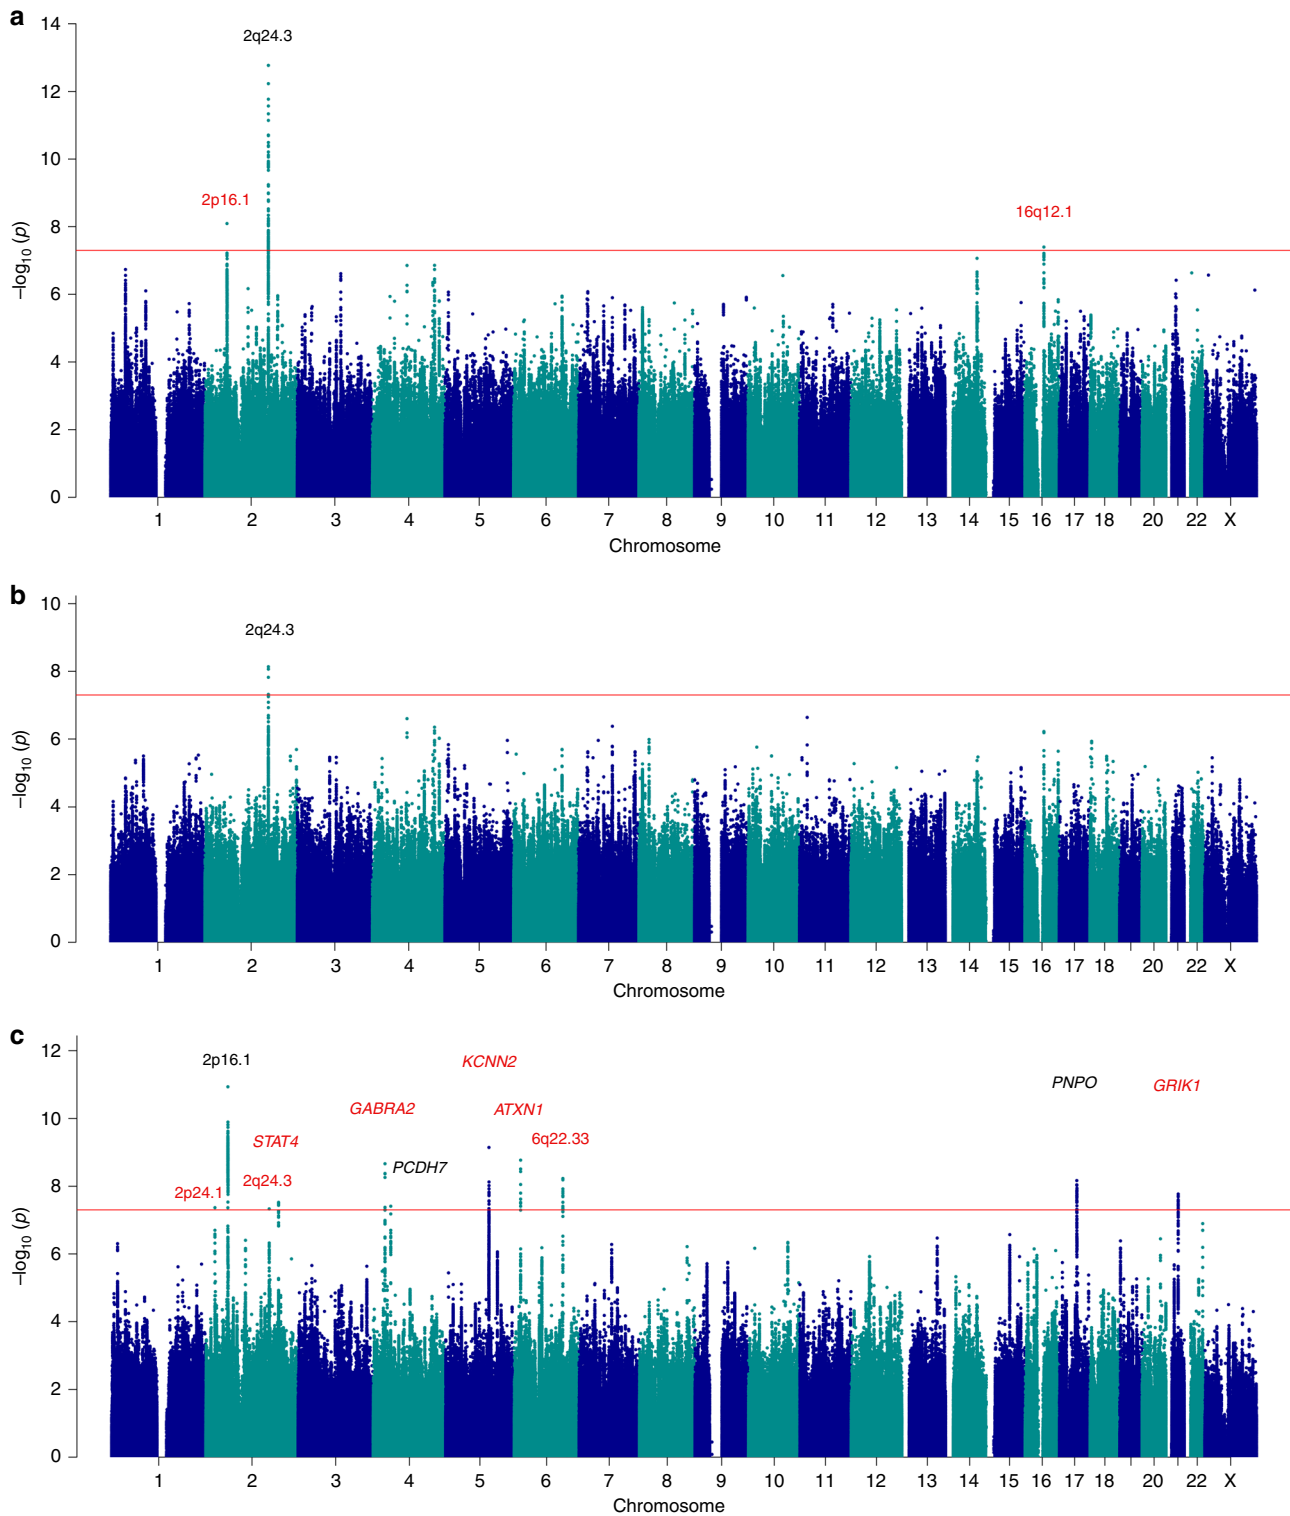 a
14
12
10
8
6
4
2
0
–log10 (p)
2q24.3
2p16.1
16q12.1
1 2 3 4 5 6 7 8 9 10 11 12 13 14 15 16 17 18 20 22 X
Chromosome
b
10
8
6
4
2
0
–log10 (p)
2q24.3
1 2 3 4 5 6 7 8 9 10 11 12 13 14 15 16 17 18 20 22 X
Chromosome
c
12
10
8
6
4
2
0
–log10 (p)
2p16.1
KCNN2
PNPO
GRIK1
GABRA2
ATXN1
STAT4
6q22.33
PCDH7
2q24.3
2p24.1
1 2 3 4 5 6 7 8 9 10 11 12 13 14 15 16 17 18 20 22 X
Chromosome